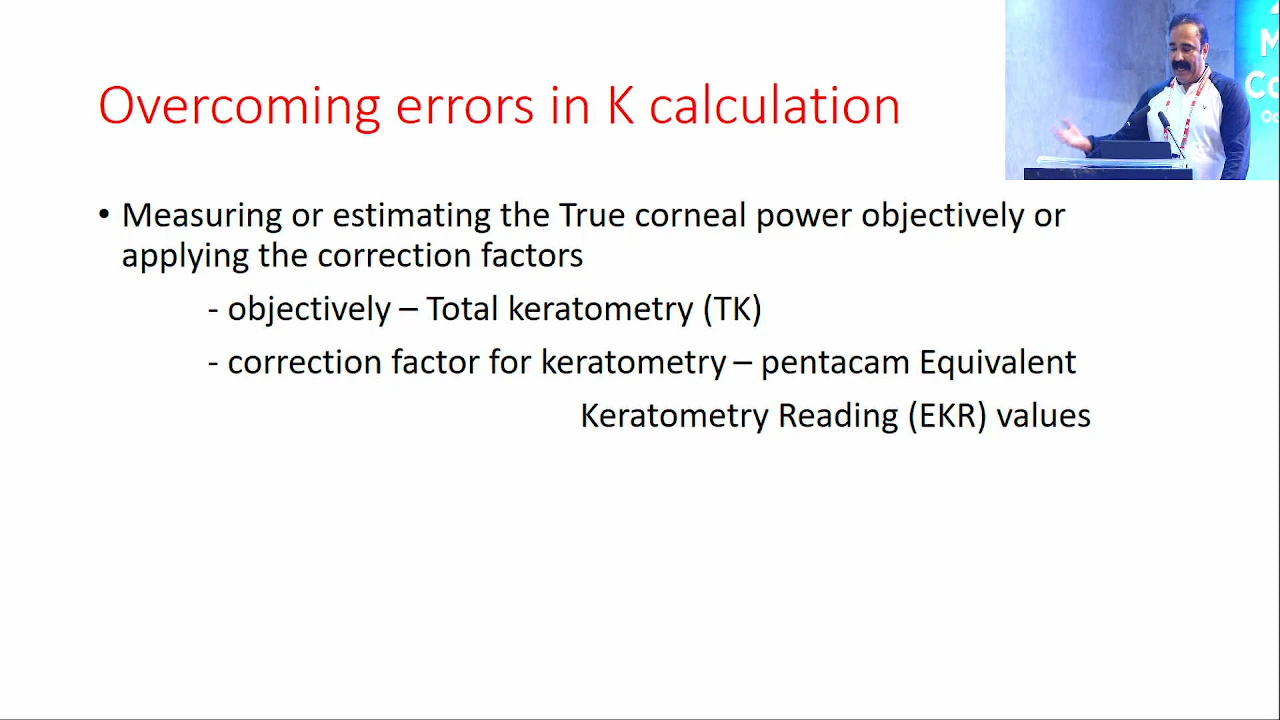 Overcoming errors in K calculation
• Measuring or estimating the True corneal power objectively or
applying the correction factors
- objectively – Total keratometry (TK)
- correction factor for keratometry – pentacam Equivalent
Keratometry Reading (EKR) values